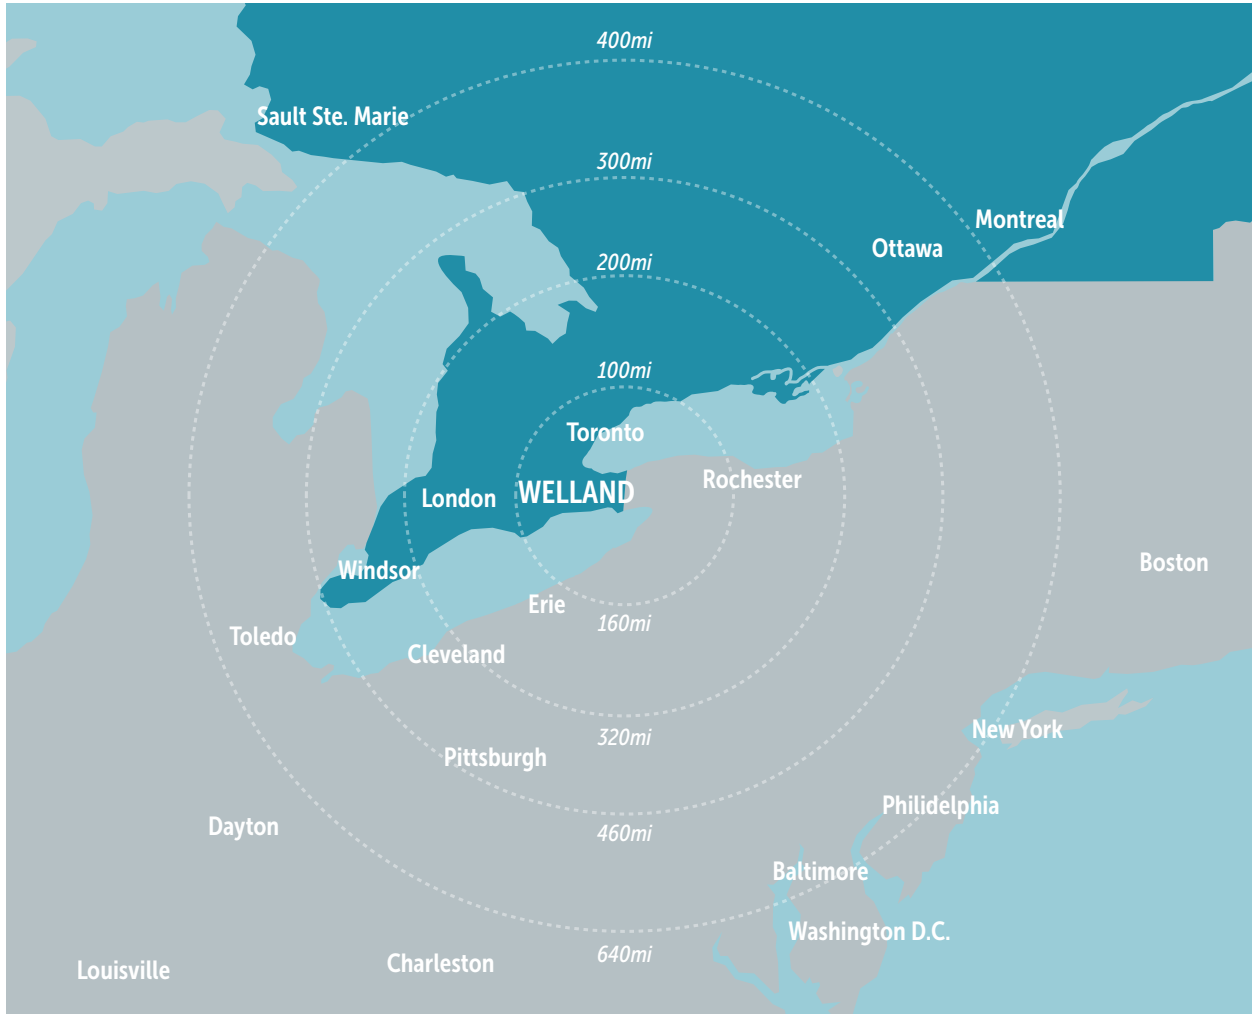 400mi
Sault Ste. Marie
300mi
Montreal
Ottawa
200mi
100mi
Toronto
Rochester
WELLAND
London
Boston
Windsor
Erie
160mi
Toledo
Cleveland
New York
320mi
Pittsburgh
Philidelphia
Dayton
460mi
Baltimore
Washington D.C.
640mi
Charleston
Louisville